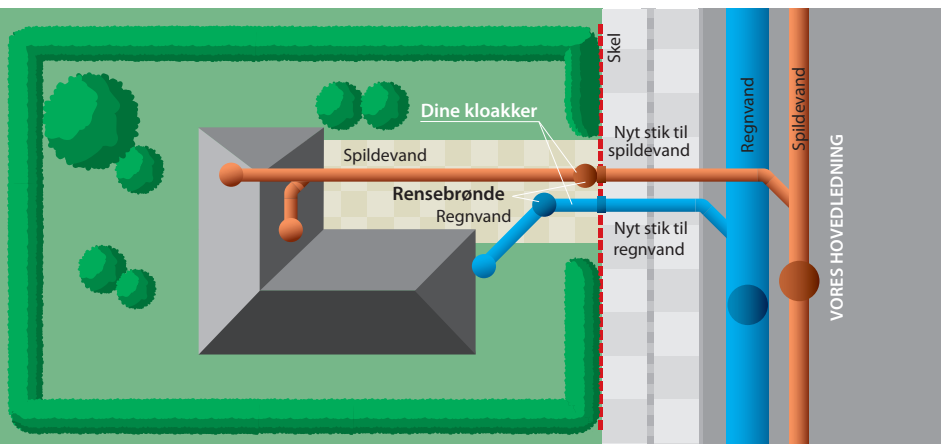 Skel
Dine kloakker
Nyt stik til
spildevand
Spildevand
Rensebrønde
Regnvand
Nyt stik til
regnvand
Regnvand
Spildevand
VORES HOVEDLEDNING